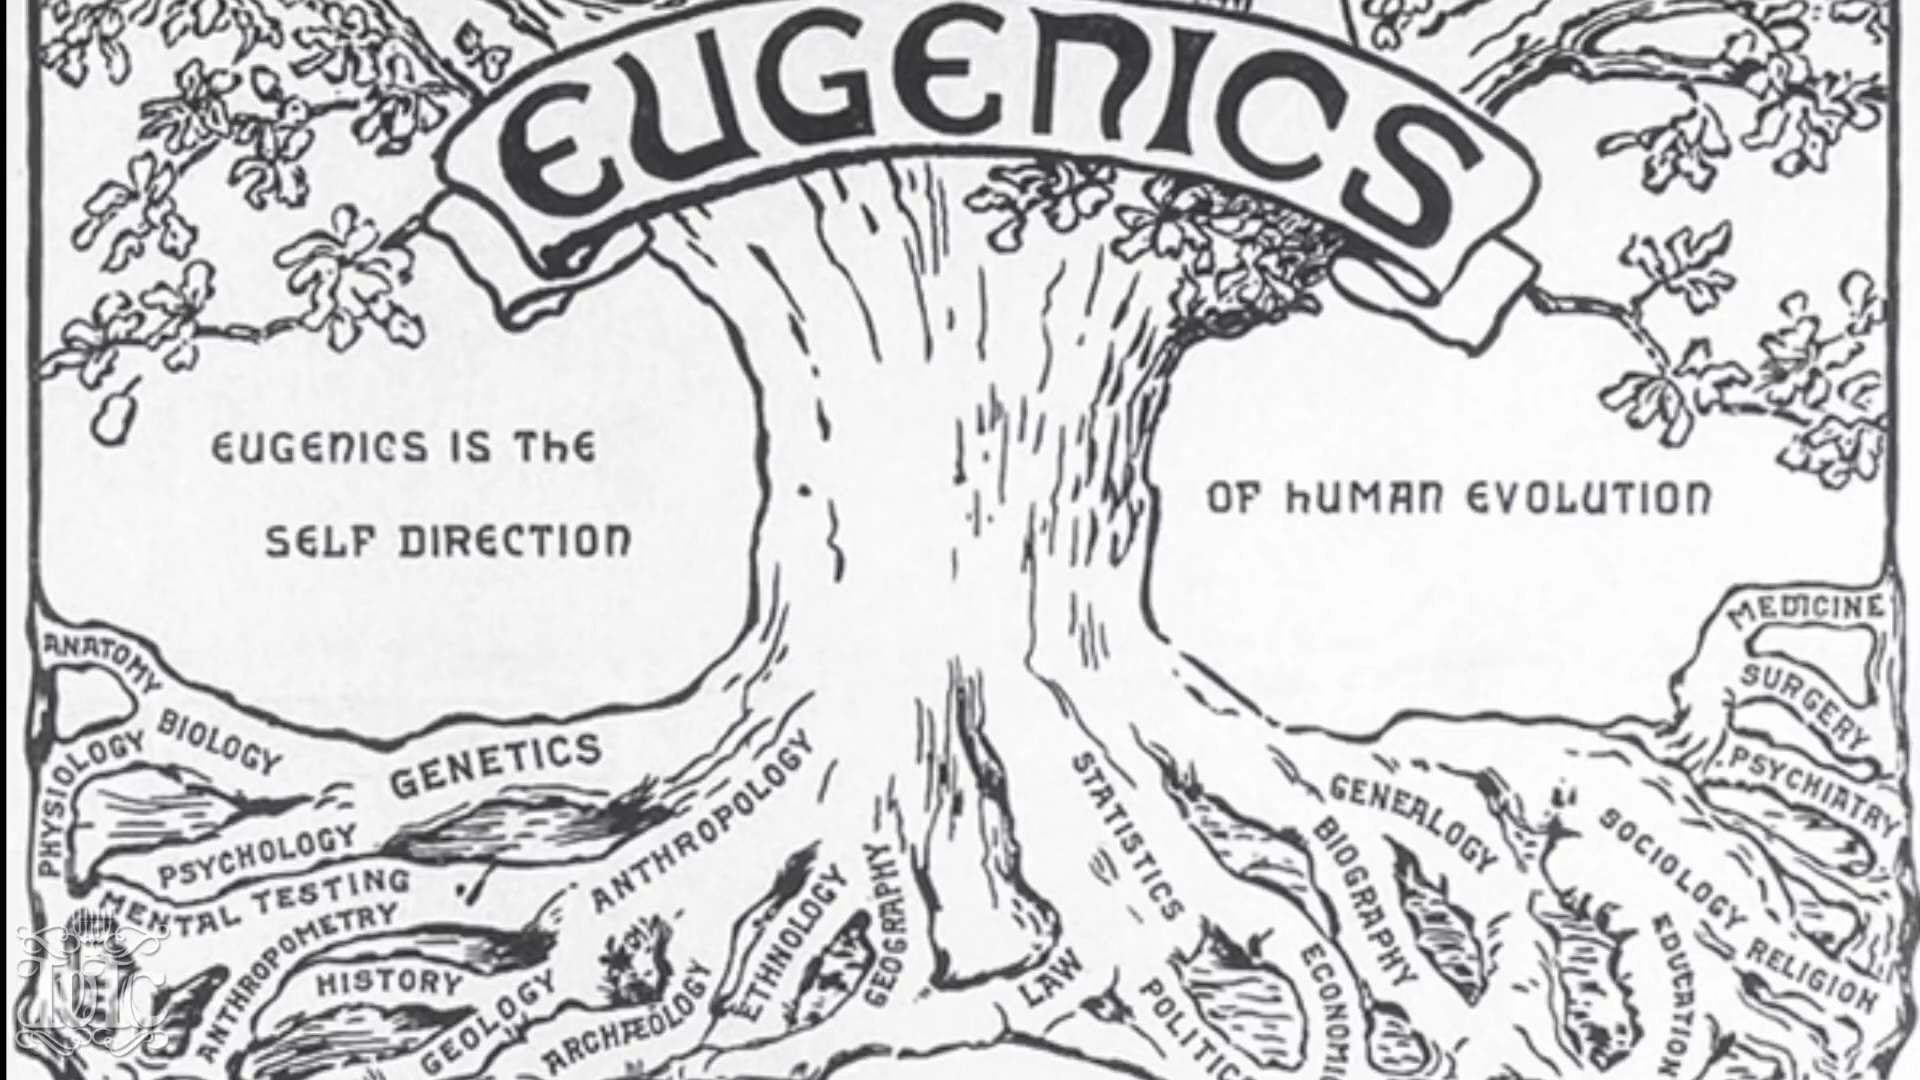 EUGENICS
EUGENICS IS THE
SELF DIRECTION
OF HUMAN EVOLUTION
ANATOMY
BIOLOGY
PHYSIOLOGY
GENETICS
PSYCHOLOGY
MENTAL TESTING
ANTHROPOMETRY
HISTORY
GEOLOGY
ANTHROPOLOGY
ARCHÆOLOGY
ETHNOLOGY
GEOGRAPHY
LAW
STATISTICS
POLITICS
ECONOMI
BIOGRAPHY
GENEALOGY
EDUCATION
SOCIOLOGY
RELIGION
PSYCHIATRY
SURGERY
MEDICINE